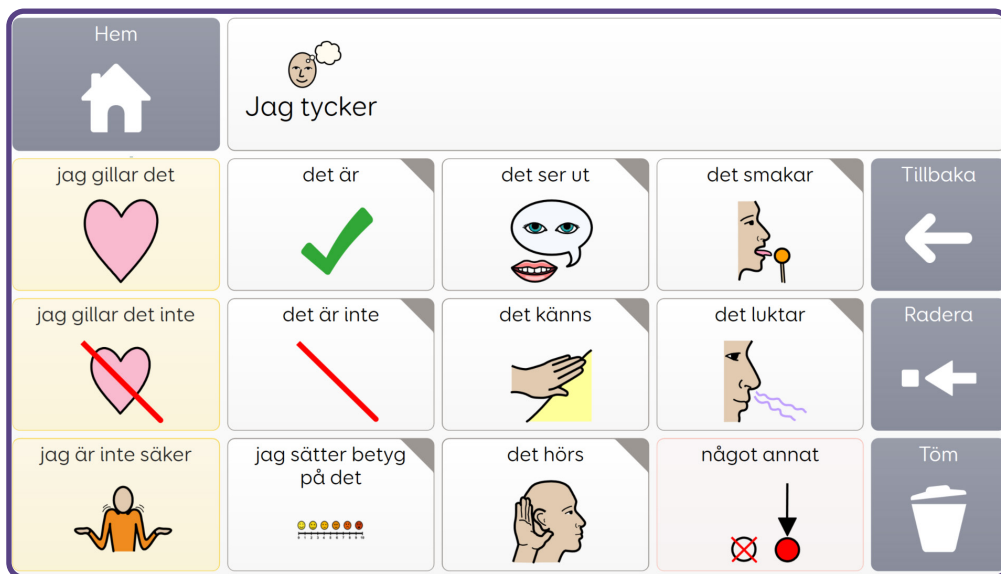 Hem
Jag tycker
jag gillar det
det är
det ser ut
det smakar
Tillbaka
jag gillar det inte
det är inte
det känns
det luktar
Radera
jag är inte säker
jag sätter betyg
på det
det hörs
något annat
Töm